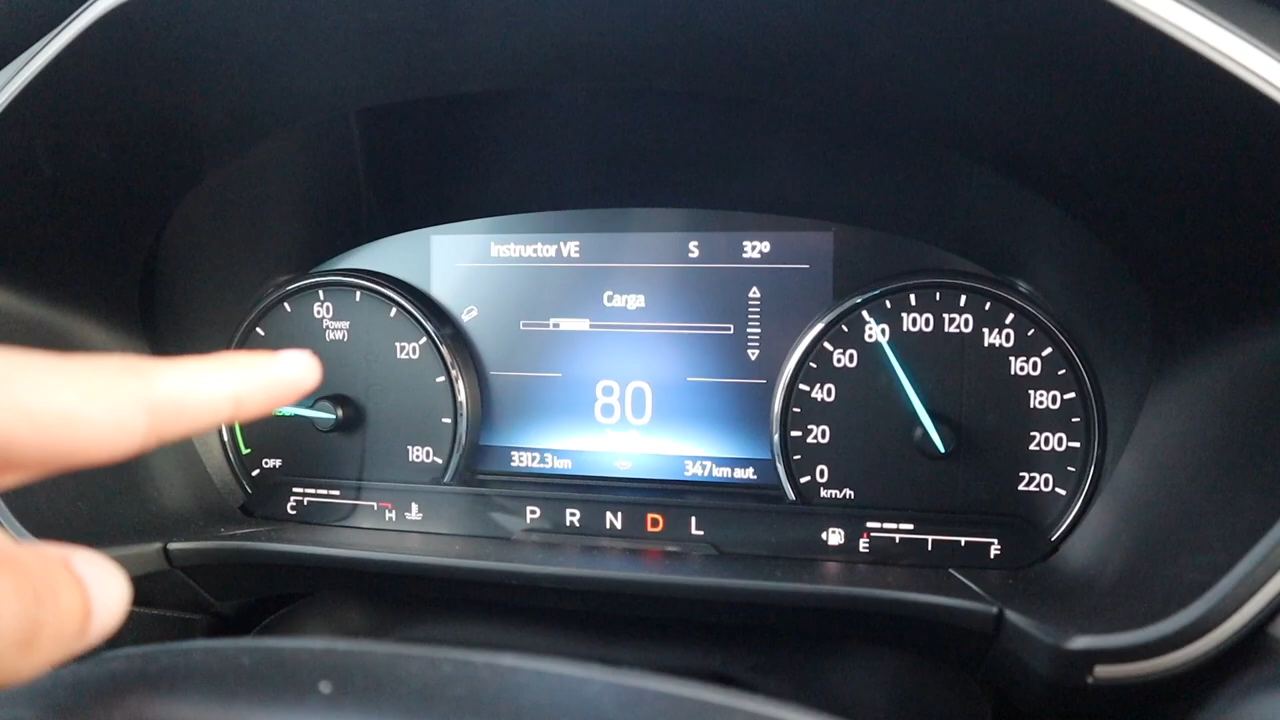 Instructor VE S 32º
Carga
80
3312.3 km 347 km aut.
60
Power
(kW)
120
180
OFF
C H
P R N D L
0
20
40
60
80
100
120
140
160
180
200
220
km/h
E F